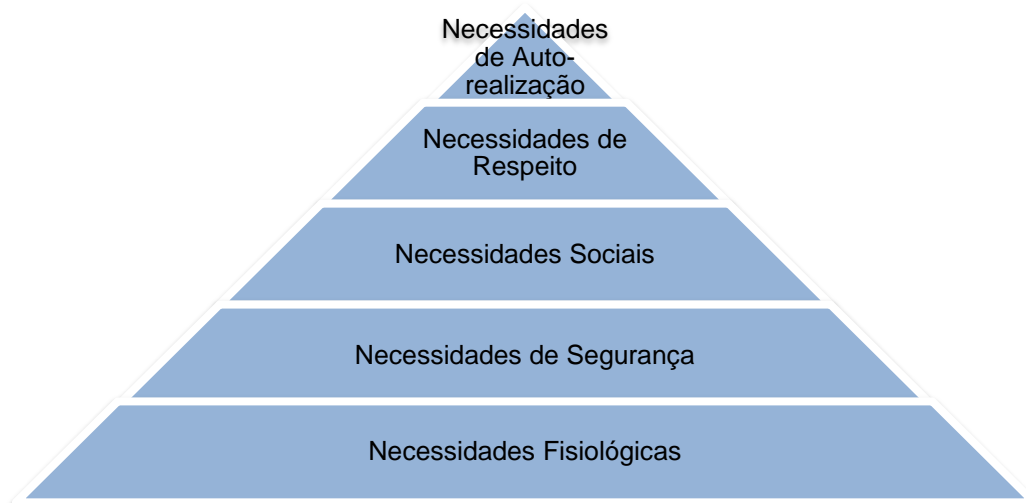 Necessidades
de Auto-
realização
Necessidades de
Respeito
Necessidades Sociais
Necessidades de Segurança
Necessidades Fisiológicas